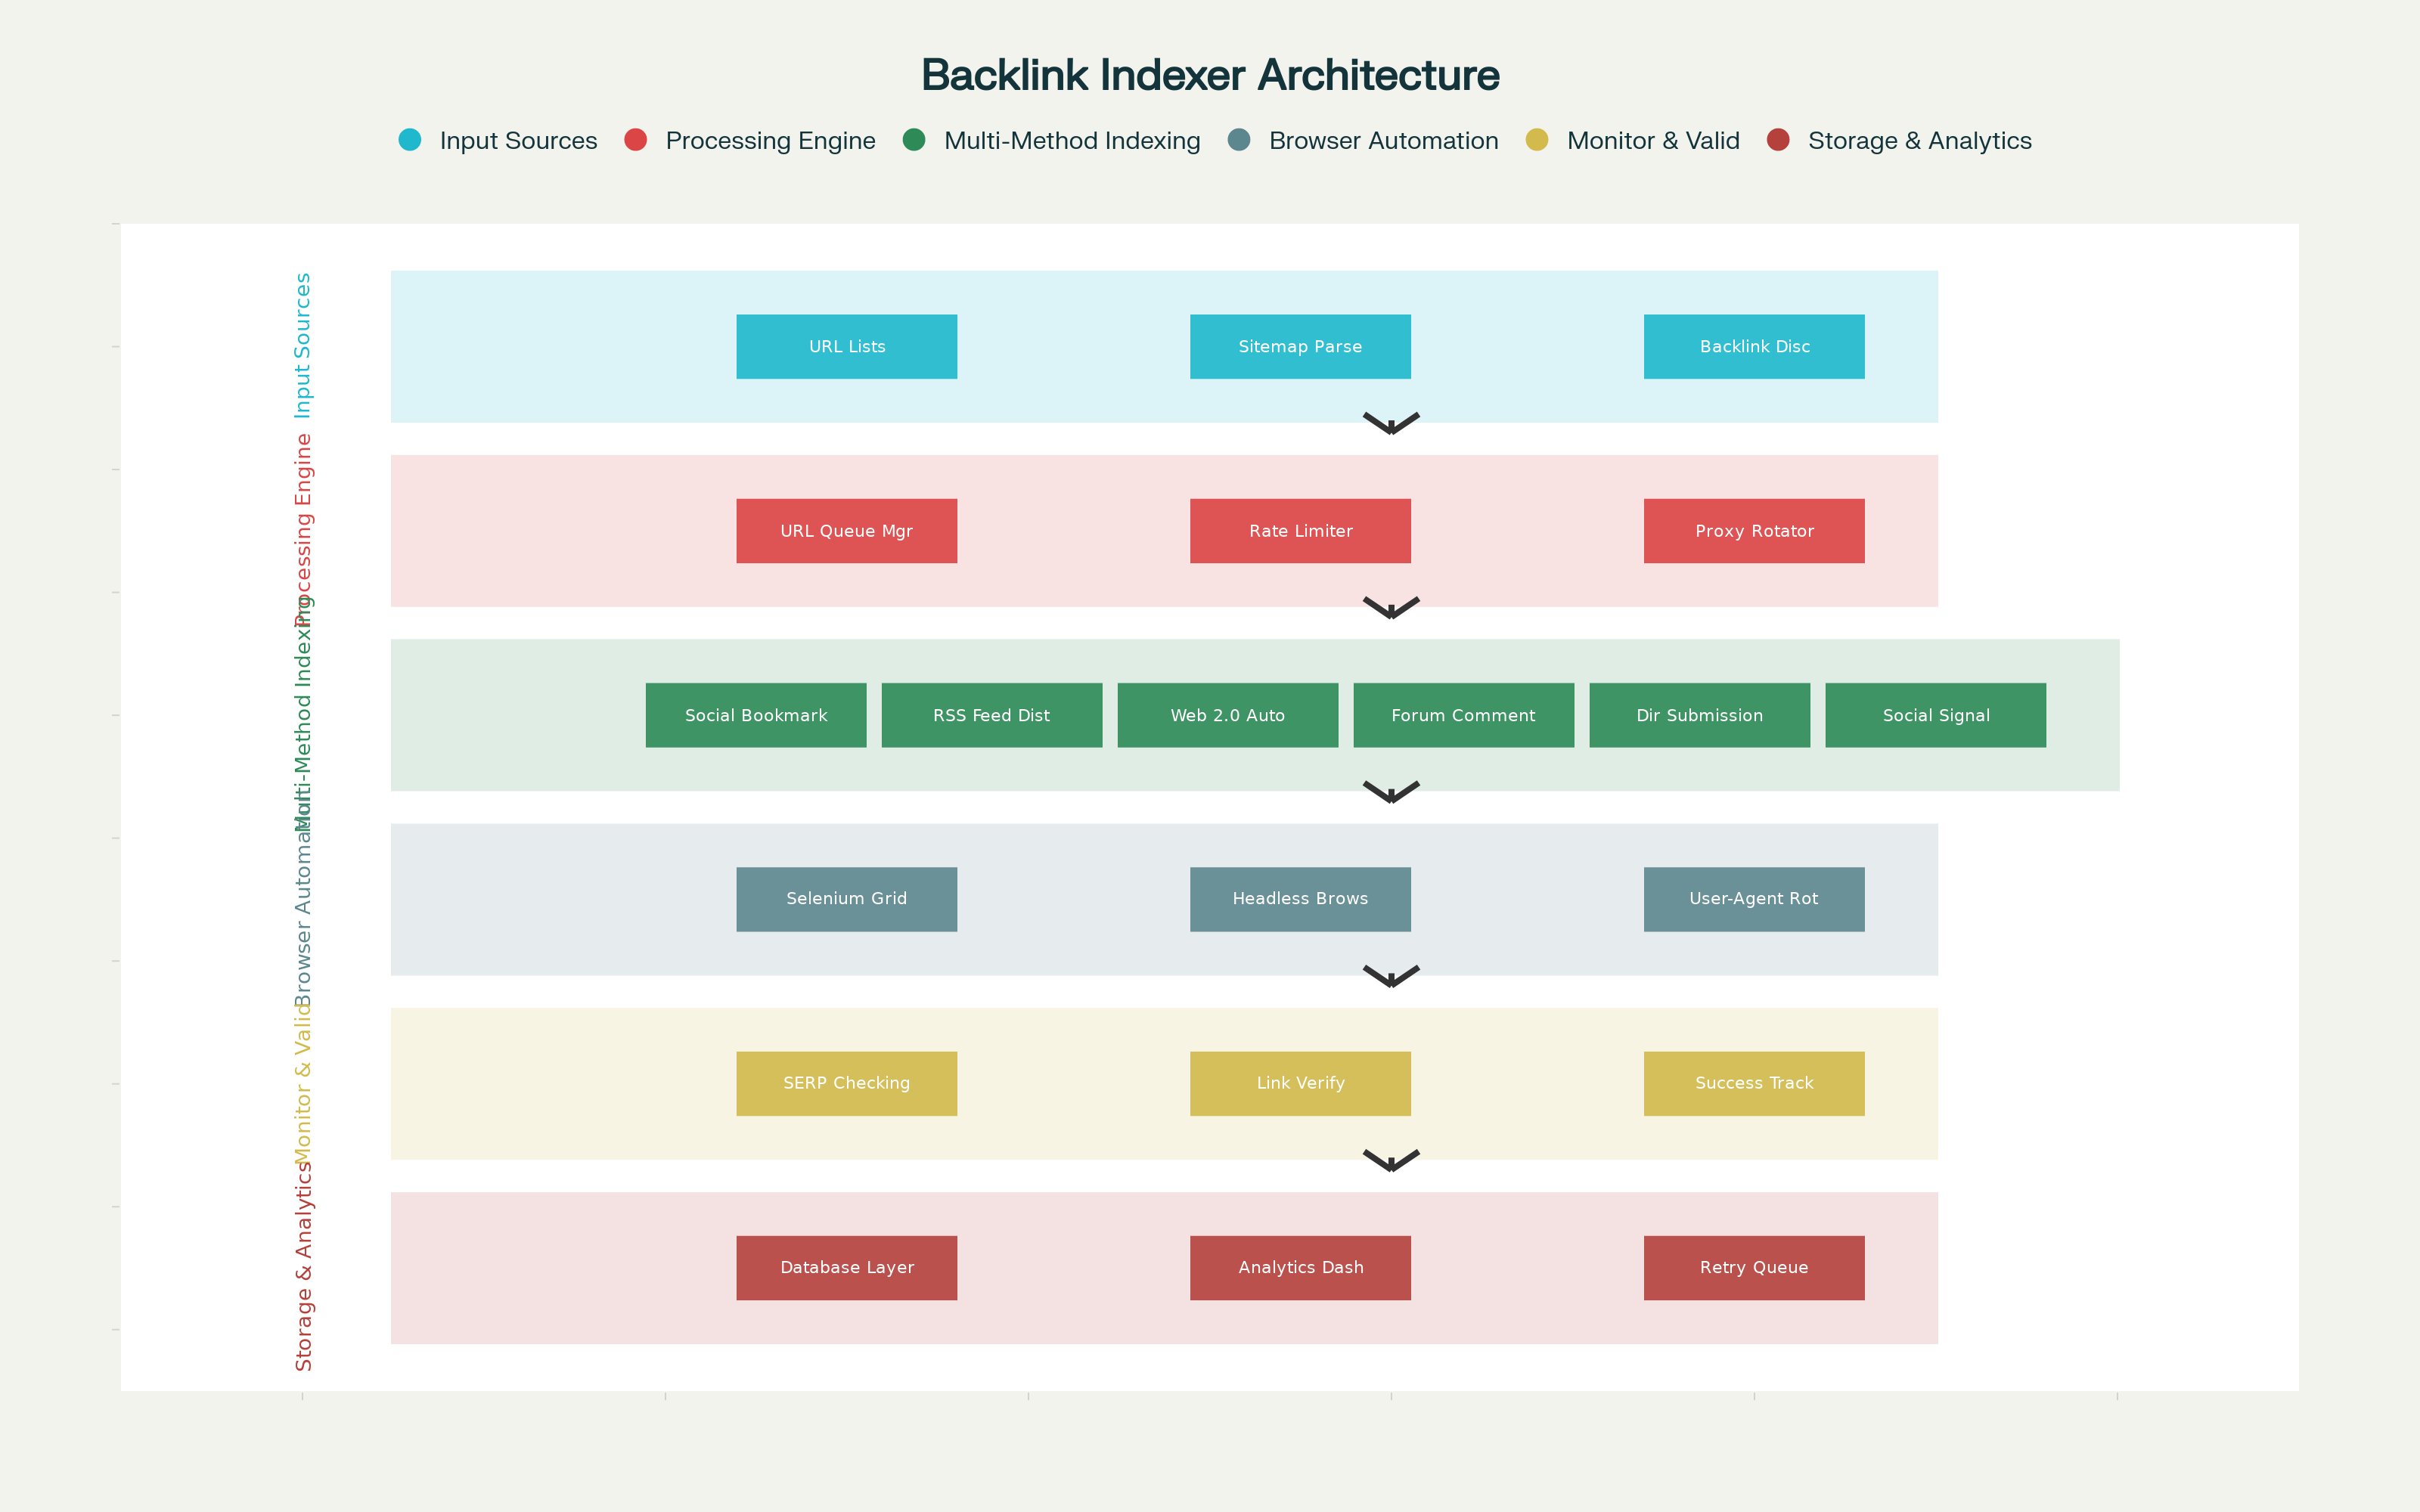 Backlink Indexer Architecture
Input Sources Processing Engine Multi-Method Indexing Browser Automation Monitor & Valid Storage & Analytics
Input Sources
URL Lists Sitemap Parse Backlink Disc
Processing Engine
URL Queue Mgr Rate Limiter Proxy Rotator
Multi-Method Indexing
Social Bookmark RSS Feed Dist Web 2.0 Auto Forum Comment Dir Submission Social Signal
Browser Automation
Selenium Grid Headless Brows User-Agent Rot
Monitor & Valid
SERP Checking Link Verify Success Track
Storage & Analytics
Database Layer Analytics Dash Retry Queue